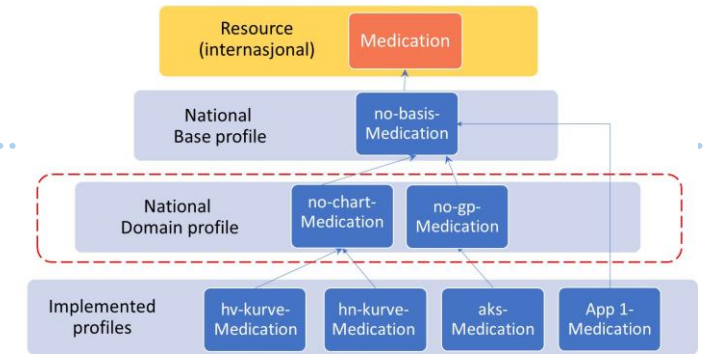 Resource
(internasjonal)
Medication
National
Base profile
no-basis-
Medication
National
Domain profile
no-chart-
Medication
no-gp-
Medication
Implemented
profiles
hv-kurve-
Medication
hn-kurve-
Medication
aks-
Medication
App 1-
Medication